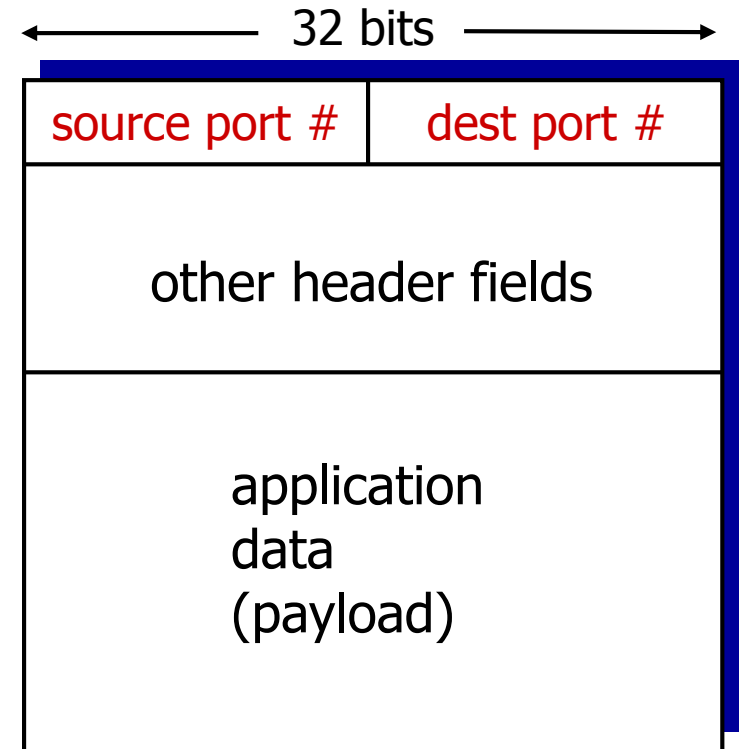 32 bits
source port #
dest port #
other header fields
application
data
(payload)